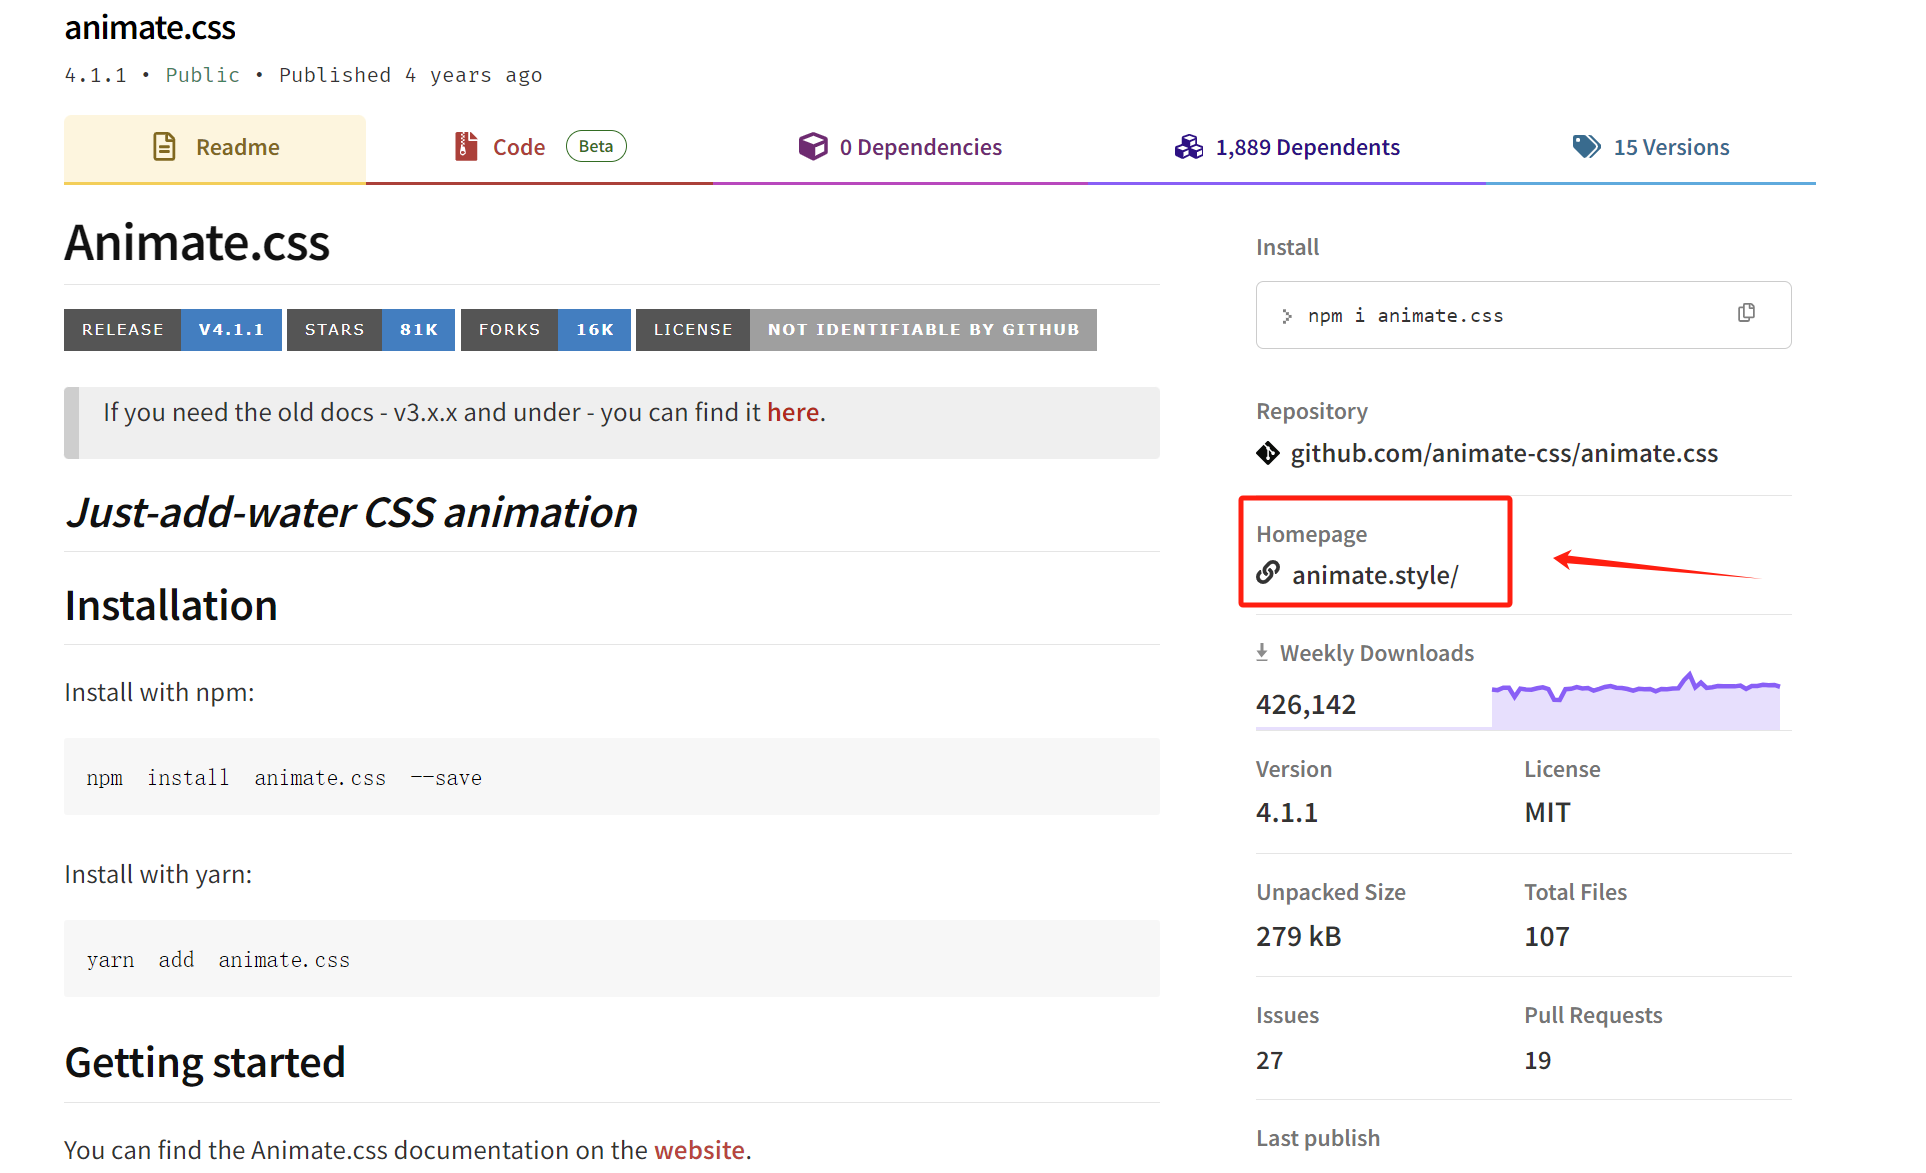 animate.css
4.1.1 • Public • Published 4 years ago
Readme
Code Beta
0 Dependencies
1,889 Dependents
15 Versions
Animate.css
RELEASE V4.1.1 STARS 81K FORKS 16K LICENSE NOT IDENTIFIABLE BY GITHUB
If you need the old docs - v3.x.x and under - you can find it here.
Just-add-water CSS animation
Installation
Install with npm:
npm install animate.css --save
Install with yarn:
yarn add animate.css
Getting started
You can find the Animate.css documentation on the website.
Install
> npm i animate.css
Repository
github.com/animate-css/animate.css
Homepage
animate.style/
Weekly Downloads
426,142
Version
4.1.1
License
MIT
Unpacked Size
279 kB
Total Files
107
Issues
27
Pull Requests
19
Last publish